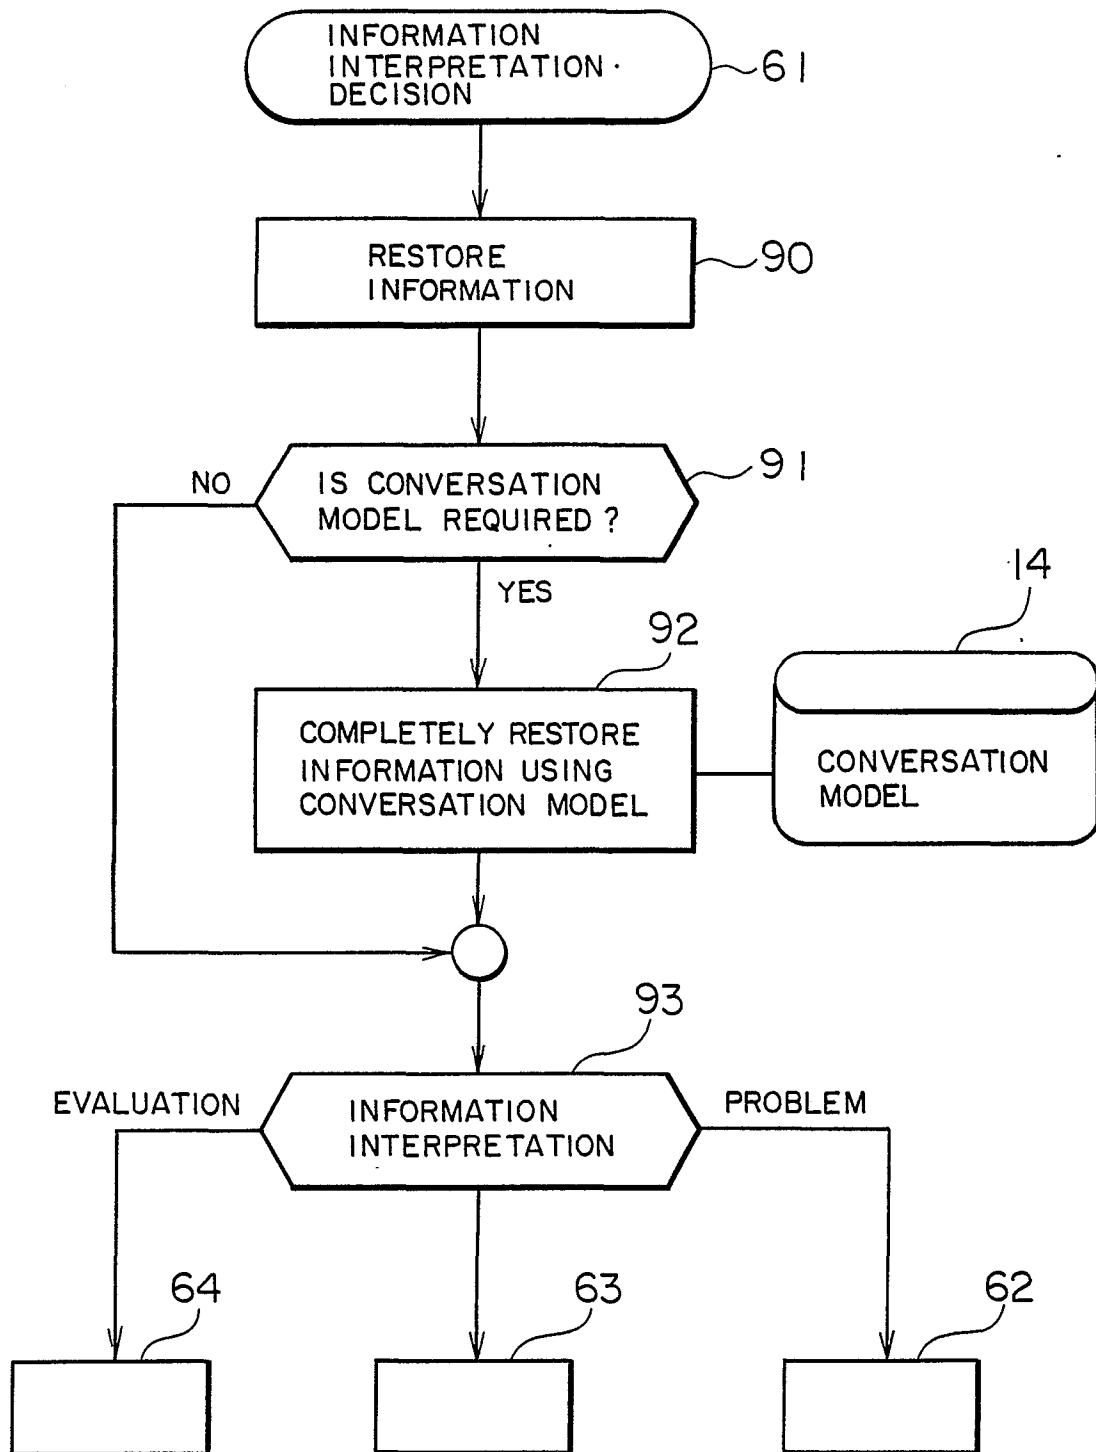 INFORMATION
INTERPRETATION
DECISION
61
RESTORE
INFORMATION
90
IS CONVERSATION
MODEL REQUIRED ?
91
NO
YES
14
92
COMPLETELY RESTORE
INFORMATION USING
CONVERSATION MODEL
CONVERSATION
MODEL
93
EVALUATION
INFORMATION
INTERPRETATION
PROBLEM
64
63
62